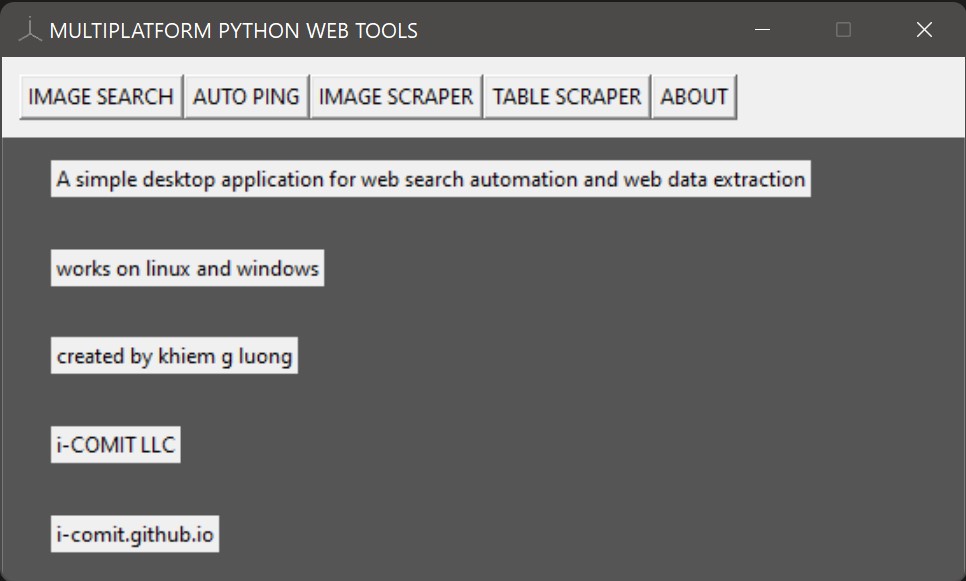 MULTIPLATFORM PYTHON WEB TOOLS
IMAGE SEARCH AUTO PING IMAGE SCRAPER TABLE SCRAPER ABOUT
A simple desktop application for web search automation and web data extraction
works on linux and windows
created by khiem g luong
i-COMIT LLC
i-comit.github.io